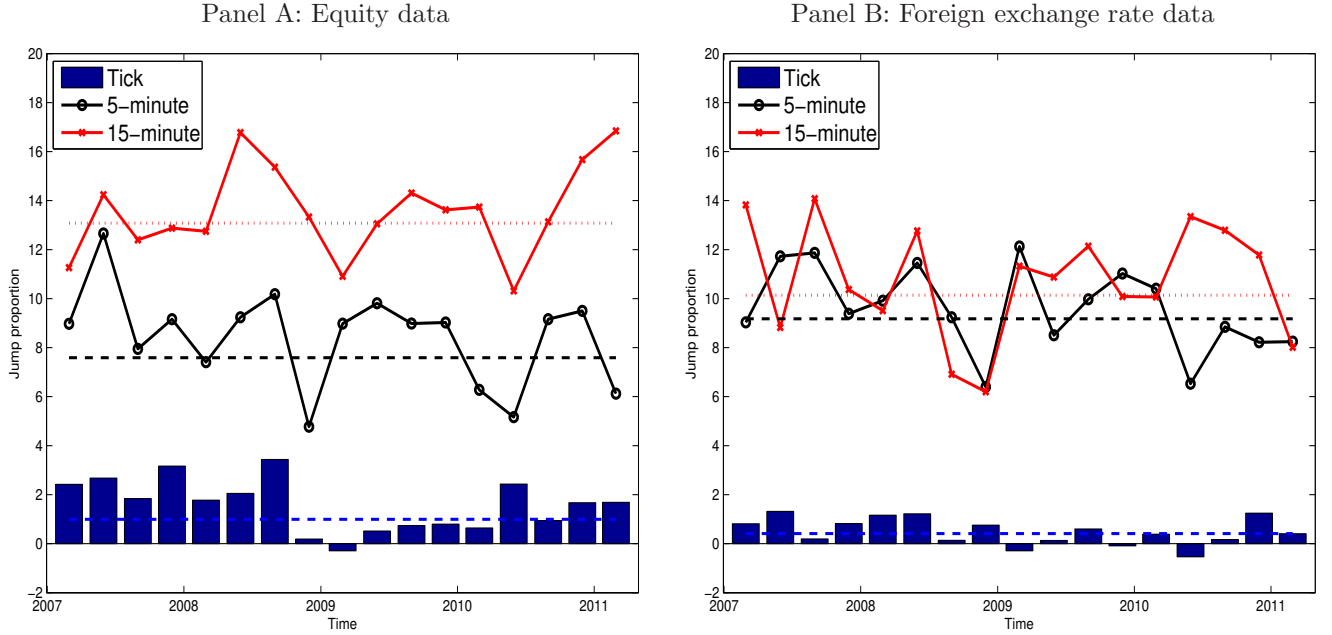 Panel A: Equity data
20
18
16
14
12
10
8
6
4
2
0
−2
Jump proportion
Tick
5−minute
15−minute
2007 2008 2009 2010 2011
Time
Panel B: Foreign exchange rate data
20
18
16
14
12
10
8
6
4
2
0
−2
Jump proportion
Tick
5−minute
15−minute
2007 2008 2009 2010 2011
Time